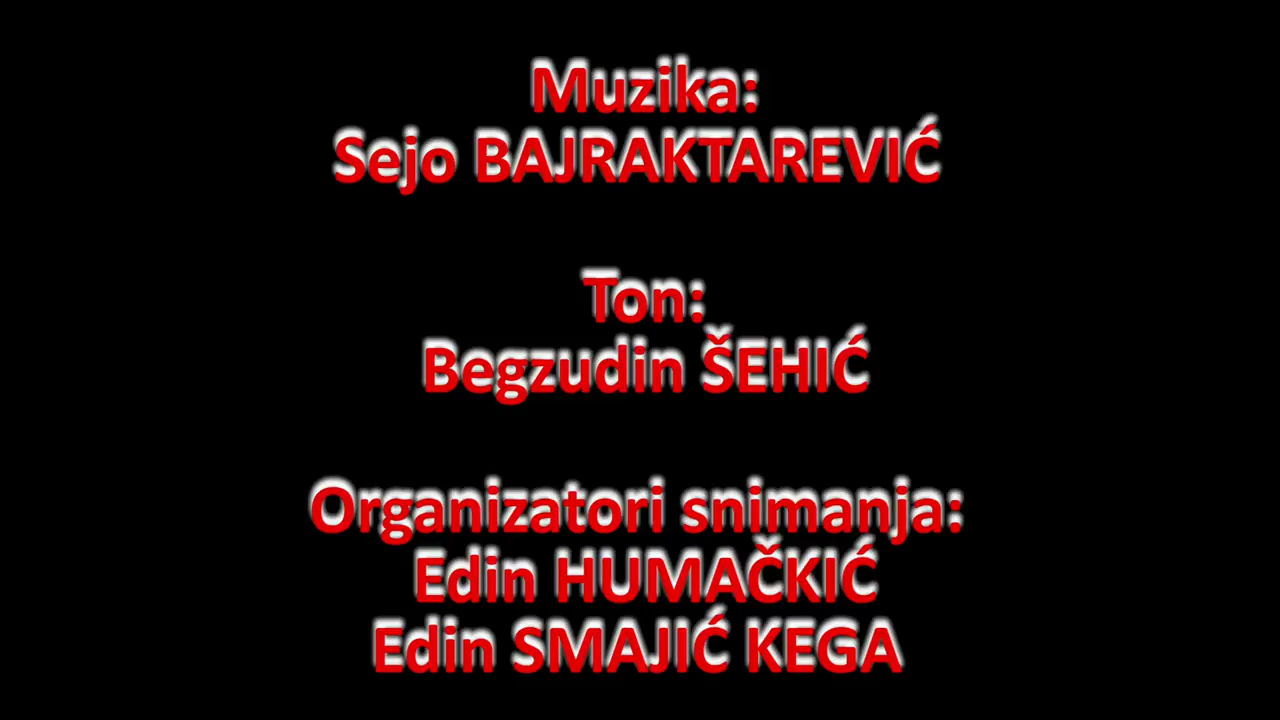 Muzika:
Sejo BAJRAKTAREVIĆ
Ton:
Begzudin ŠEHIĆ
Organizatori snimanja:
Edin HUMAČKIĆ
Edin SMAJIĆ KEGA